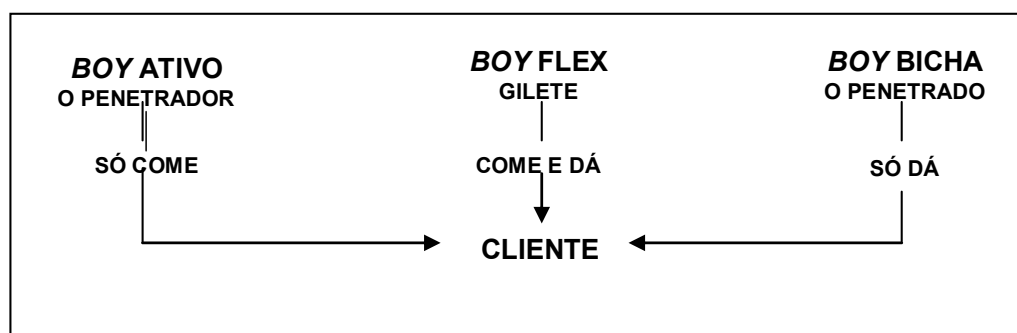 BOY ATIVO
O PENETRADOR
SÓ COME
BOY FLEX
GILETE
COME E DÁ
BOY BICHA
O PENETRADO
SÓ DÁ
CLIENTE